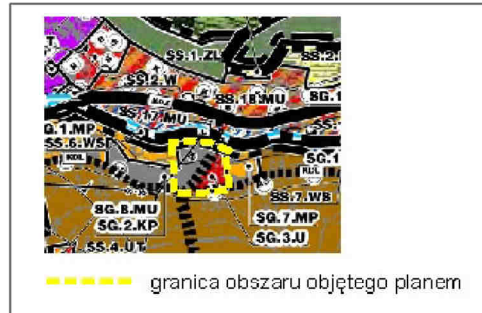 SS.1.ZL
SS.2.W
SS.18.MU
SG.1
SS.17.MU
SG.1.MP
SS.6.WS
KDL
SG.1
KDL
SS.7.WS
SG.8.MU
SG.2.KP
SG.7.MP
SG.3.U
SS.4.UT
granica obszaru objętego planem